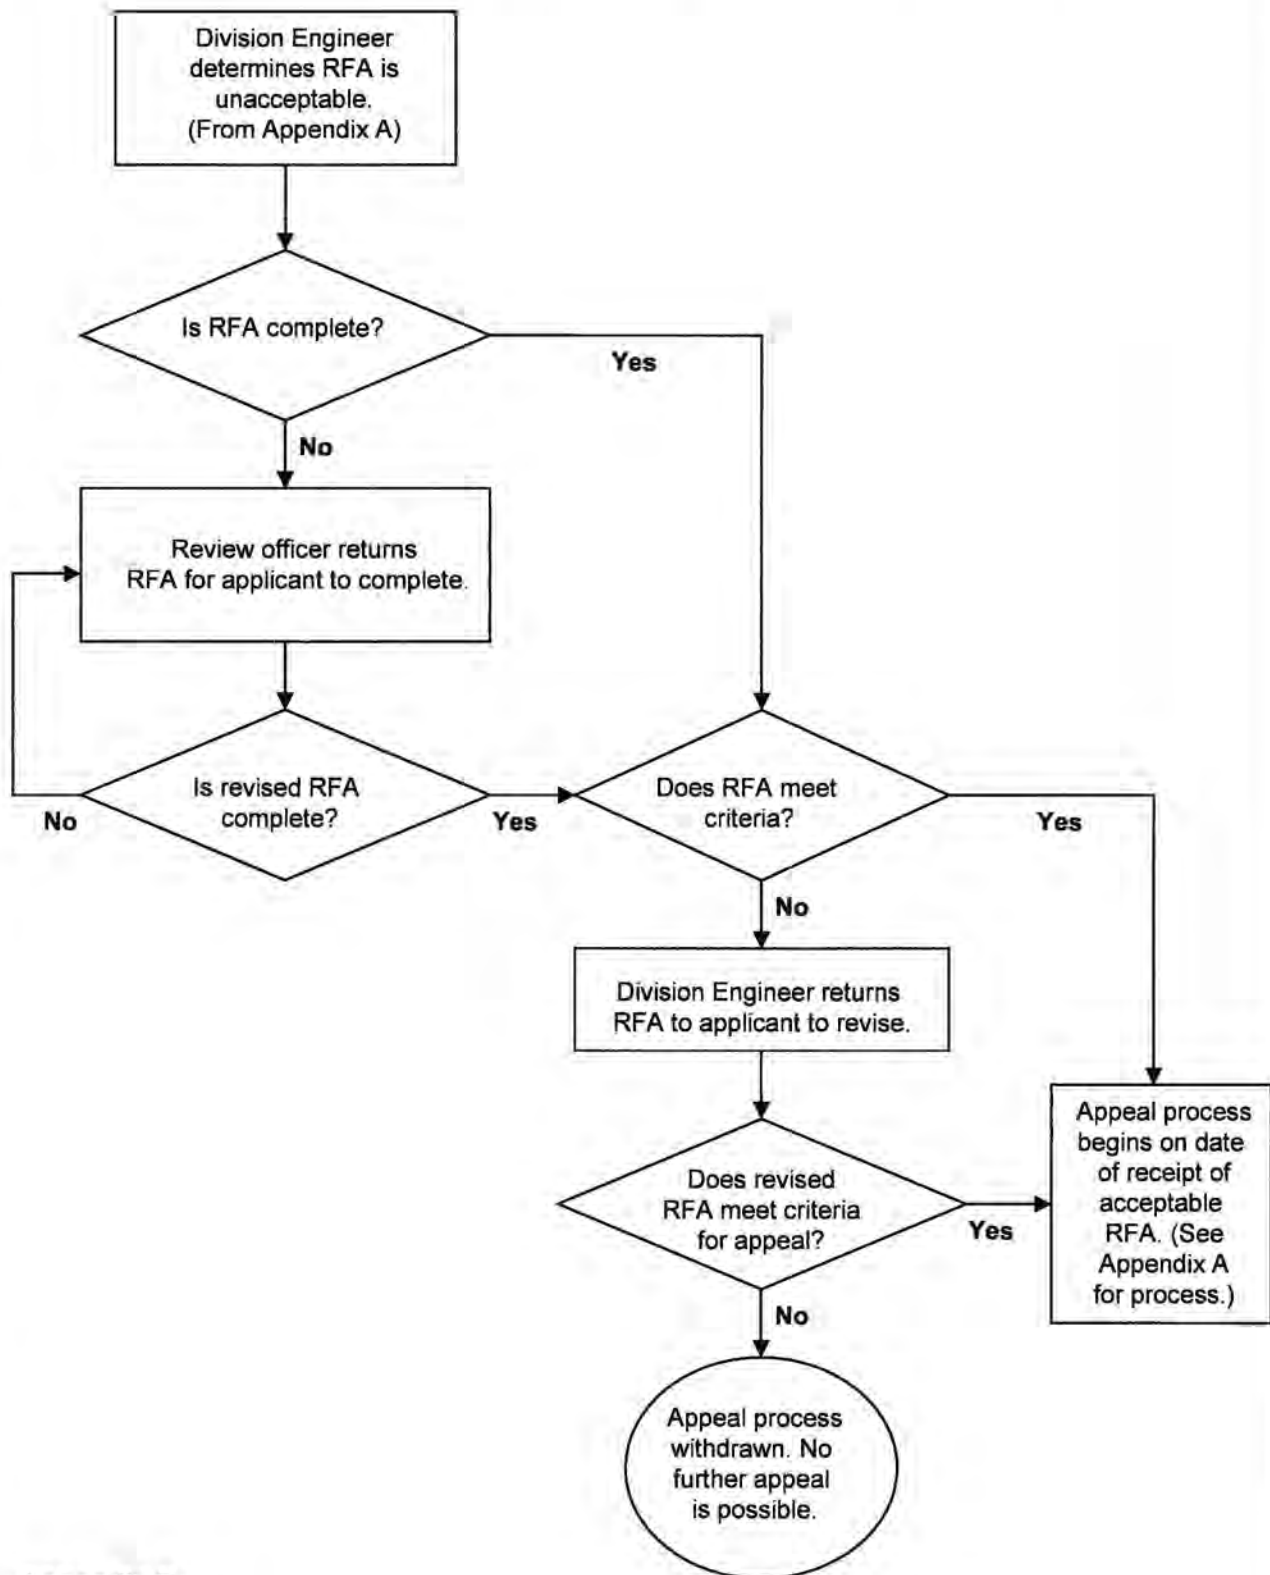 Division Engineer
determines RFA is
unacceptable.
(From Appendix A)
Is RFA complete?
Yes
No
Review officer returns
RFA for applicant to complete.
Is revised RFA
complete?
No
Yes
Does RFA meet
criteria?
Yes
No
Division Engineer returns
RFA to applicant to revise.
Does revised
RFA meet criteria
for appeal?
Yes
Appeal process
begins on date
of receipt of
acceptable
RFA. (See
Appendix A
for process.)
No
Appeal process
withdrawn. No
further appeal
is possible.